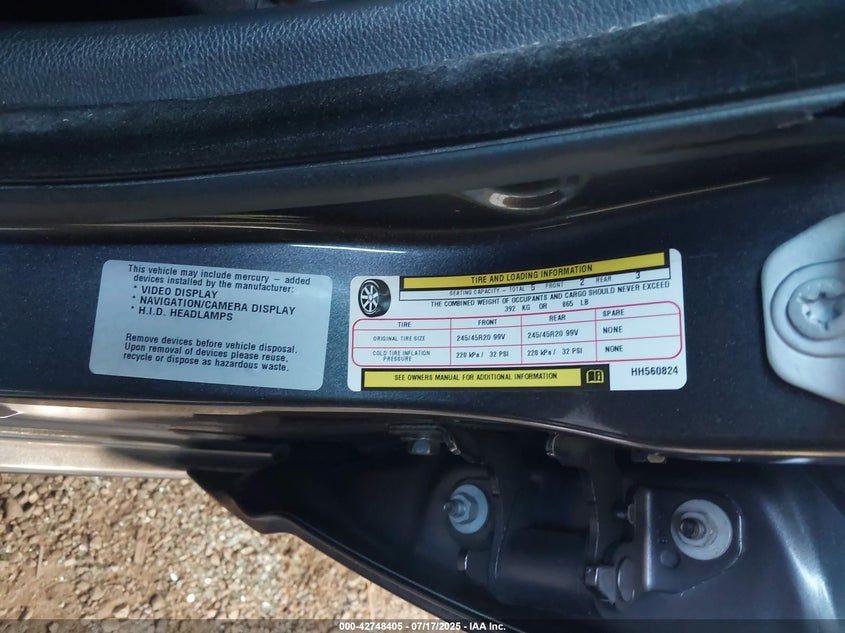 This vehicle may include mercury – added
devices installed by the manufacturer:
• VIDEO DISPLAY
• NAVIGATION/CAMERA DISPLAY
• H.I.D. HEADLAMPS
Remove devices before vehicle disposal.
Upon removal of devices please reuse,
recycle or dispose as hazardous waste.
TIRE AND LOADING INFORMATION
SEATING CAPACITY – TOTAL 5 FRONT 2 REAR 3
THE COMBINED WEIGHT OF OCCUPANTS AND CARGO SHOULD NEVER EXCEED
392 KG OR 865 LB
TIRE FRONT REAR SPARE
ORIGINAL TIRE SIZE 245/45R20 99V 245/45R20 99V NONE
COLD TIRE INFLATION PRESSURE 220 kPa / 32 PSI 220 kPa / 32 PSI NONE
SEE OWNERS MANUAL FOR ADDITIONAL INFORMATION
HH560824
000-42748405 - 07/17/2025 - IAA Inc.